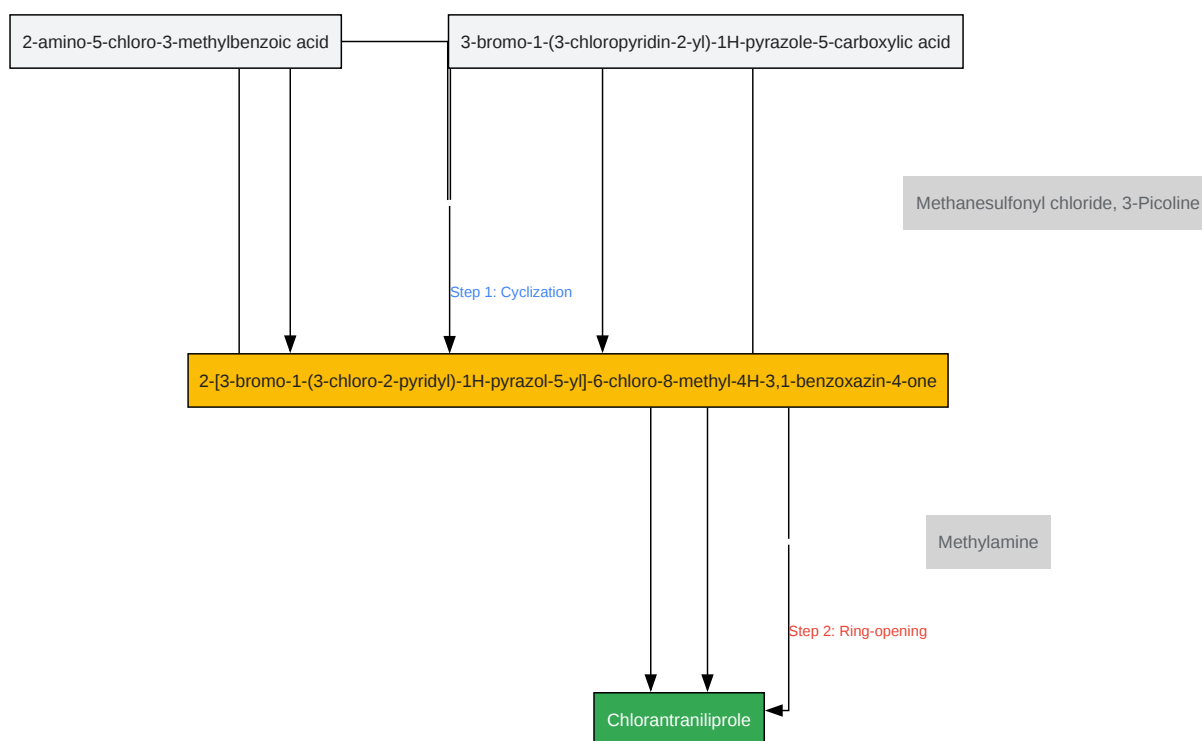 2-amino-5-chloro-3-methylbenzoic acid
3-bromo-1-(3-chloropyridin-2-yl)-1H-pyrazole-5-carboxylic acid
Methanesulfonyl chloride, 3-Picoline
Step 1: Cyclization
2-[3-bromo-1-(3-chloro-2-pyridyl)-1H-pyrazol-5-yl]-6-chloro-8-methyl-4H-3,1-benzoxazin-4-one
Methylamine
Step 2: Ring-opening
Chlorantraniliprole